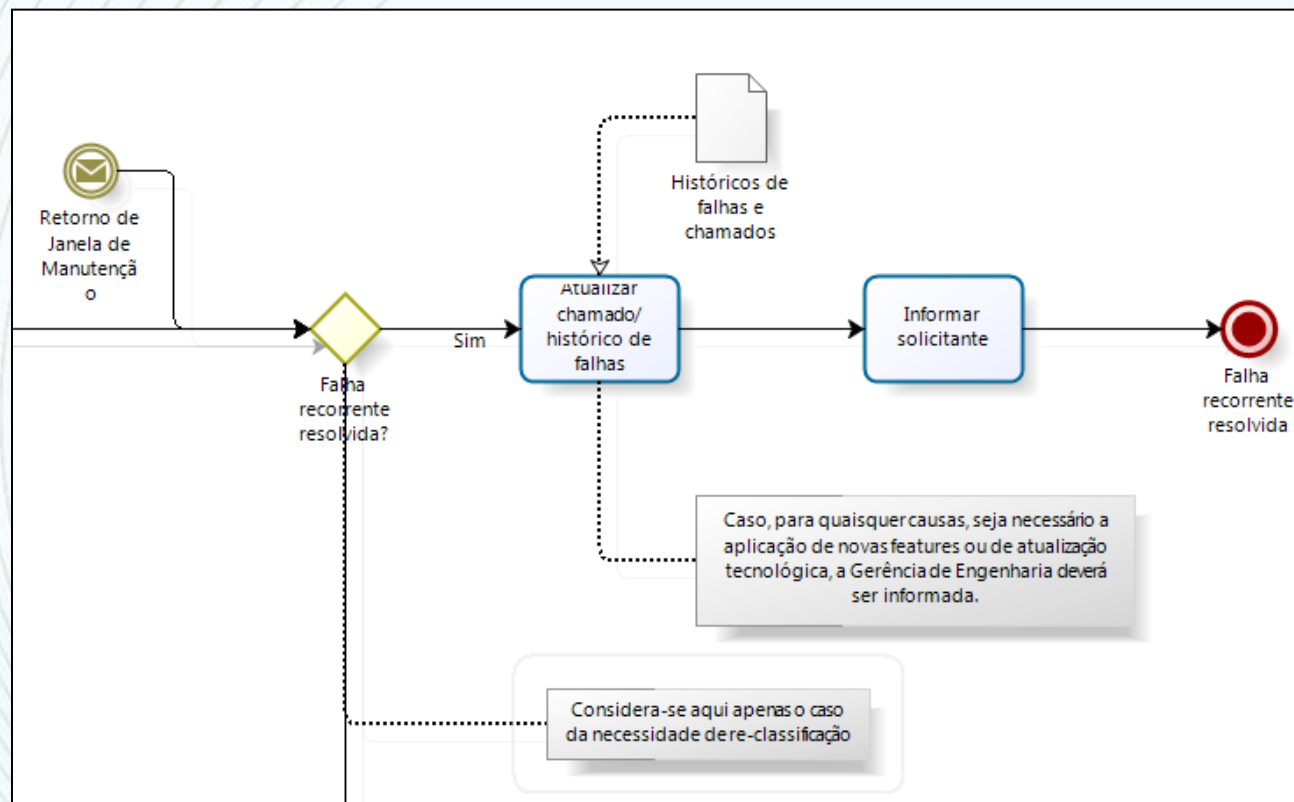 Históricos de
falhas e
chamados
Retorno de
Janela de
Manutençã
o
Sim
Atualizar
chamado/
histórico de
falhas
Informar
solicitante
Falha
recorrente
resolvida?
Falha
recorrente
resolvida
Caso, para quaisquer causas, seja necessário a
aplicação de novas features ou de atualização
tecnológica, a Gerência de Engenharia deverá
ser informada.
Considera-se aqui apenas o caso
da necessidade de re-classificação